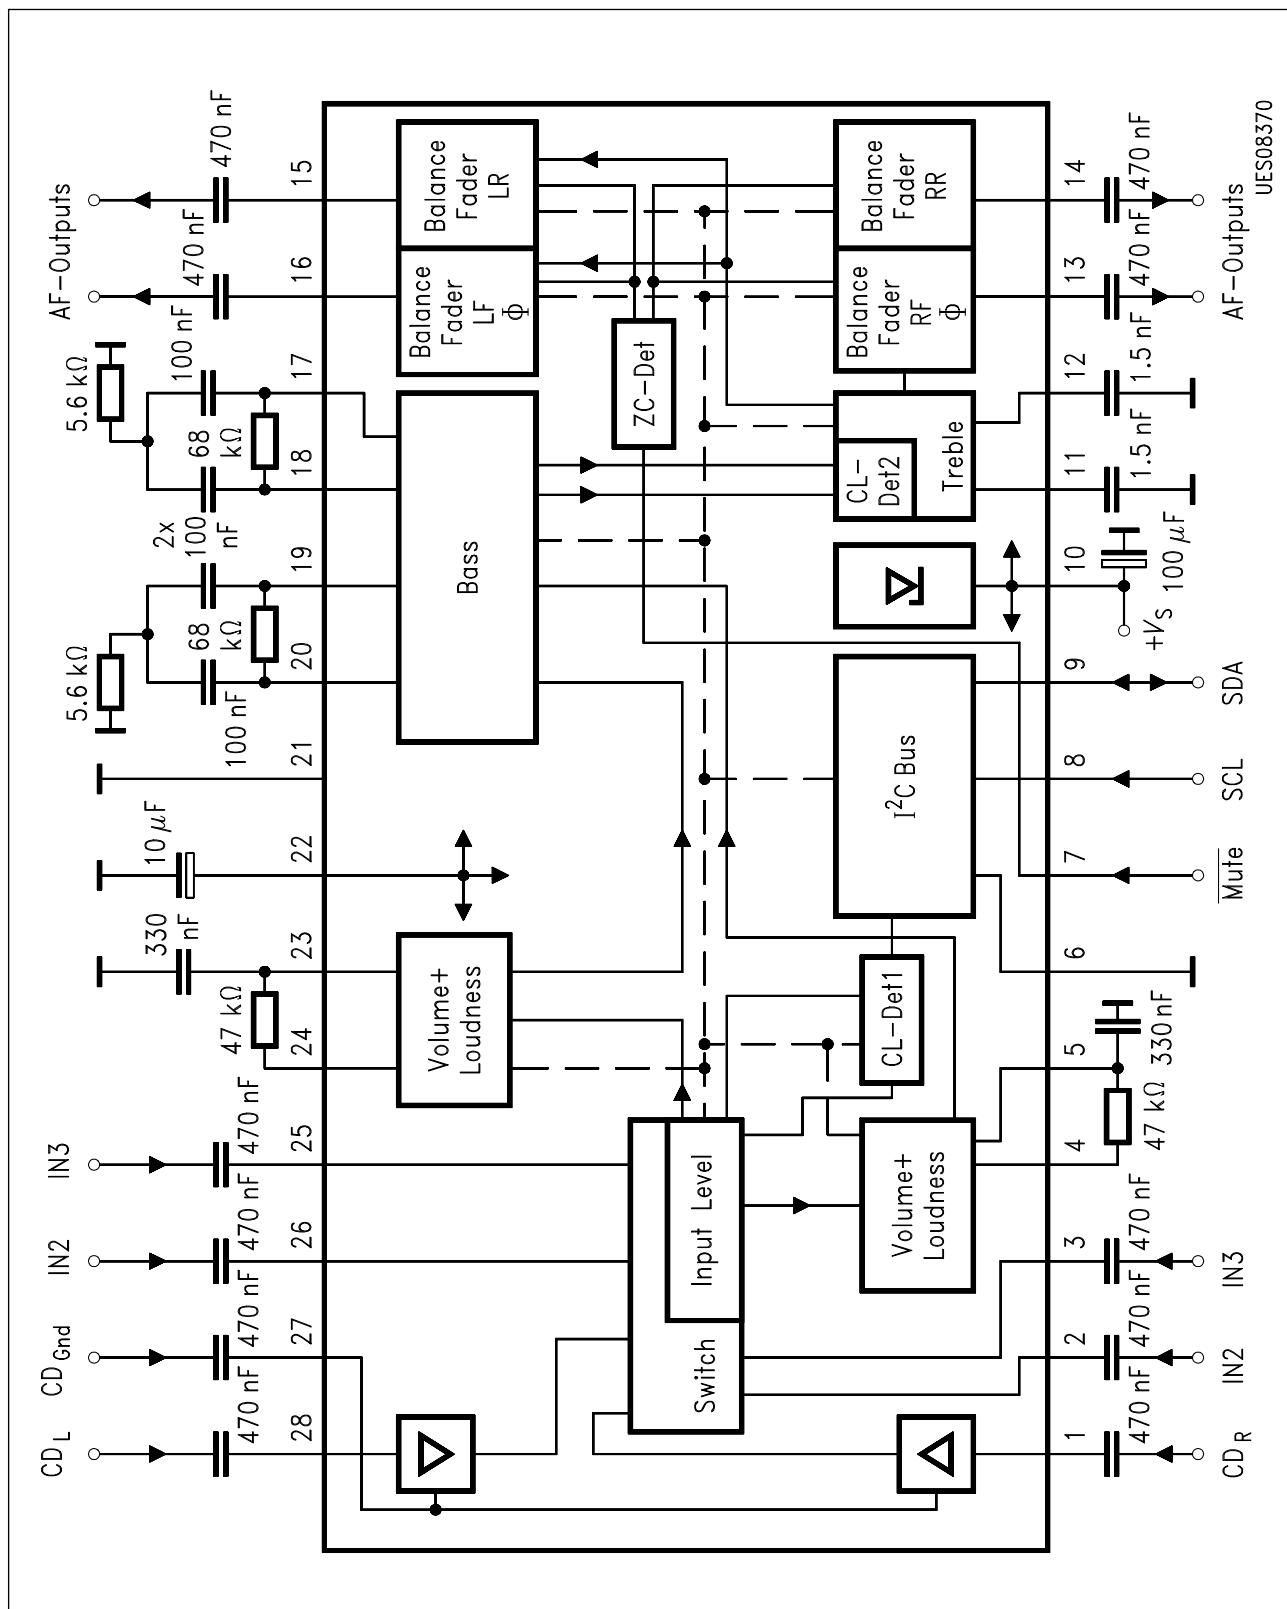 CD L
CD Gnd
IN2
IN3
AF-Outputs
470 nF
470 nF
470 nF
470 nF
47 kΩ
330
nF
10 μF
5.6 kΩ
100 nF
68
kΩ
2x
100
nF
5.6 kΩ
68
kΩ
100 nF
470 nF
470 nF
28
27
26
25
24
23
22
21
20
19
18
17
16
15
Volume+
Loudness
Bass
Balance
Fader
LF
Φ
Balance
Fader
LR
ZC-Det
Switch
Input Level
Volume+
Loudness
CL-Det1
I²C Bus
CL-
Det2
Treble
Balance
Fader
RF
Φ
Balance
Fader
RR
1
2
3
4
5
6
7
8
9
10
11
12
13
14
470 nF
470 nF
470 nF
47 kΩ
330 nF
+VS
100 μF
1.5 nF
1.5 nF
470 nF
470 nF
CD R
IN2
IN3
Mute
SCL
SDA
AF-Outputs
UES08370